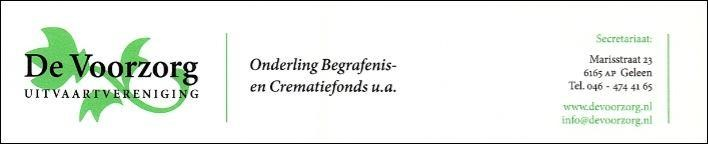 De Voorzorg
UITVAARTVERENIGING
Onderling Begrafenis-
en Crematiefonds u.a.
Secretariaat:
Marisstraat 23
6165 AP Geleen
Tel. 046 - 474 41 65
www.devoorzorg.nl
info@devoorzorg.nl